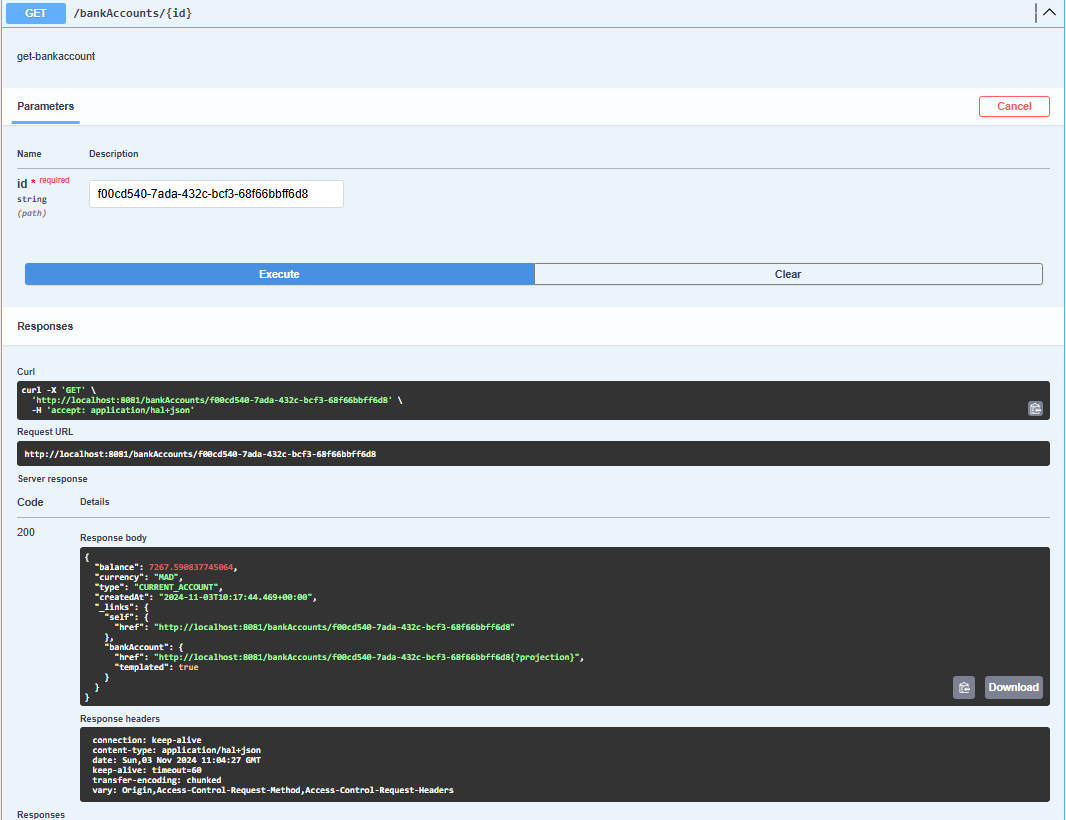 GET /bankAccounts/{id}
get-bankaccount
Parameters
Cancel
Name Description
id * required
string
(path)
f00cd540-7ada-432c-bcf3-68f66bbff6d8
Execute Clear
Responses
Curl
curl -X 'GET' \
  'http://localhost:8081/bankAccounts/f00cd540-7ada-432c-bcf3-68f66bbff6d8' \
  -H 'accept: application/hal+json'
Request URL
http://localhost:8081/bankAccounts/f00cd540-7ada-432c-bcf3-68f66bbff6d8
Server response
Code Details
200
Response body
{
  "balance": 7267.590837745064,
  "currency": "MAD",
  "type": "CURRENT_ACCOUNT",
  "createdAt": "2024-11-03T10:17:44.469+00:00",
  "_links": {
    "self": {
      "href": "http://localhost:8081/bankAccounts/f00cd540-7ada-432c-bcf3-68f66bbff6d8"
    },
    "bankAccount": {
      "href": "http://localhost:8081/bankAccounts/f00cd540-7ada-432c-bcf3-68f66bbff6d8{?projection}",
      "templated": true
    }
  }
}
Download
Response headers
connection: keep-alive
content-type: application/hal+json
date: Sun,03 Nov 2024 11:04:27 GMT
keep-alive: timeout=60
transfer-encoding: chunked
vary: Origin,Access-Control-Request-Method,Access-Control-Request-Headers
Responses